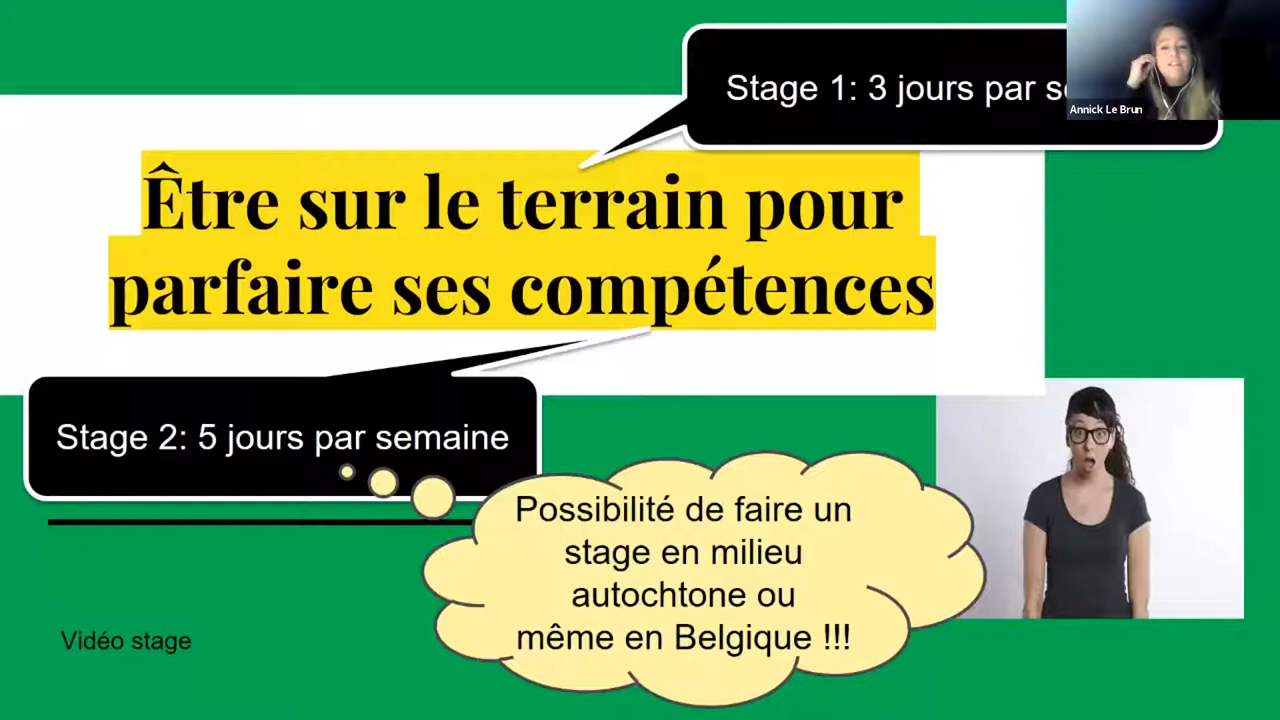 Stage 1: 3 jours par
Annick Le Brun
Être sur le terrain pour
parfaire ses compétences
Stage 2: 5 jours par semaine
Possibilité de faire un
stage en milieu
autochtone ou
même en Belgique !!!
Vidéo stage